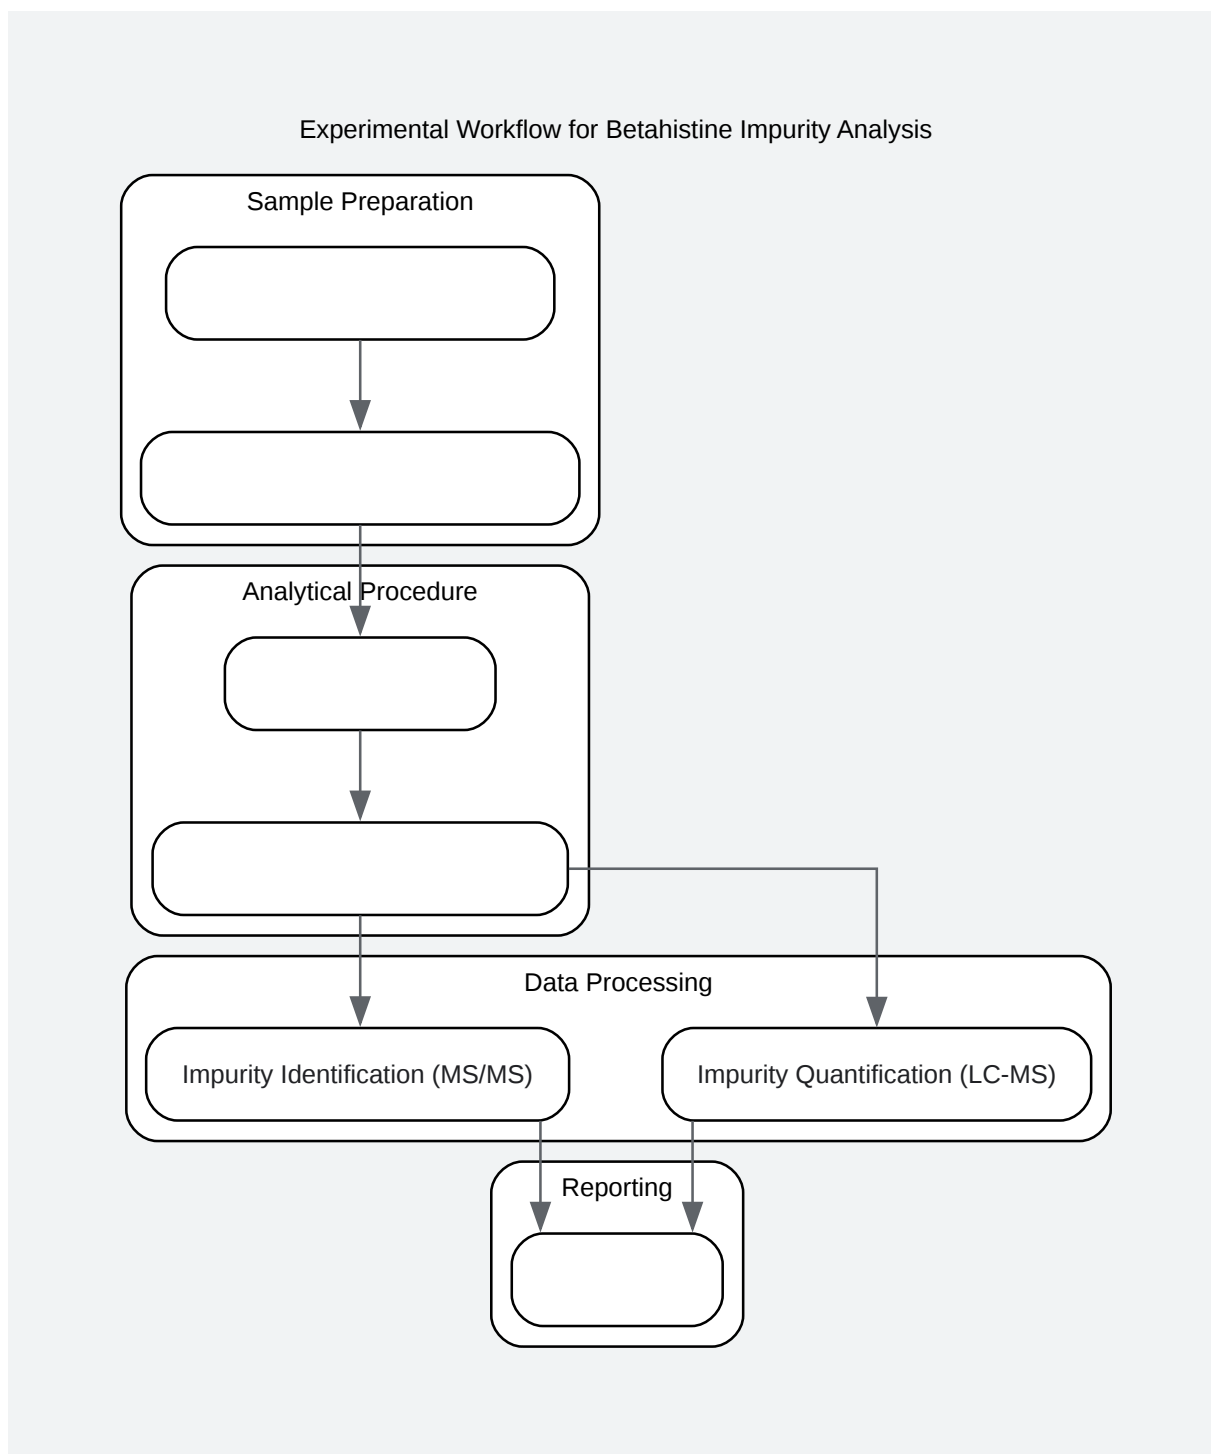 Experimental Workflow for Betahistine Impurity Analysis
Sample Preparation
Analytical Procedure
Data Processing
Impurity Identification (MS/MS)
Impurity Quantification (LC-MS)
Reporting